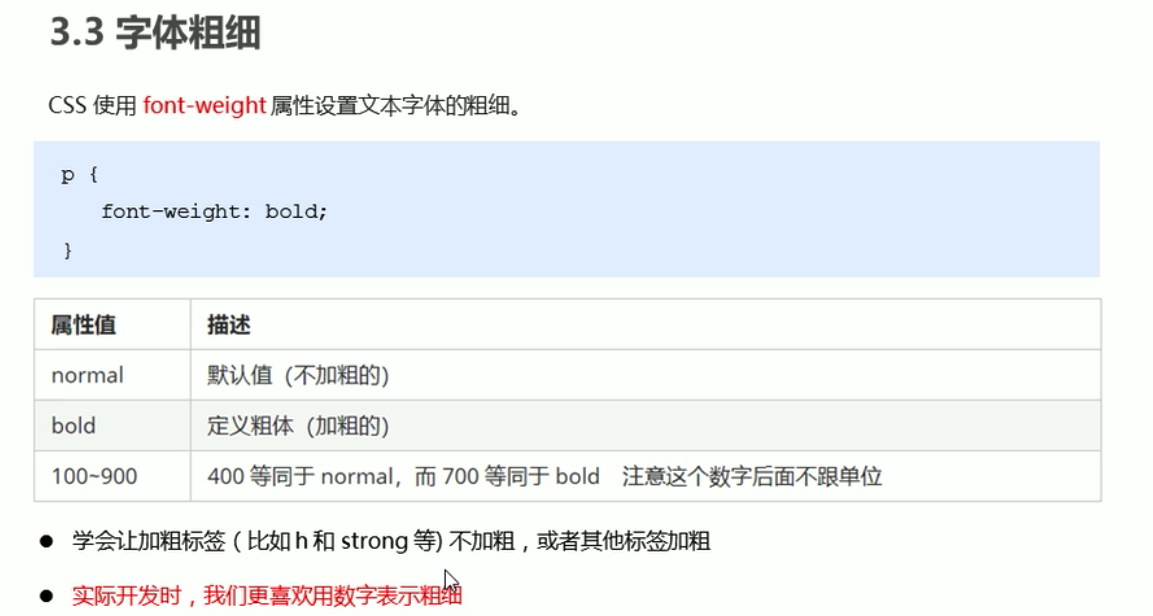 3.3 字体粗细
CSS 使用 font-weight 属性设置文本字体的粗细。
p {
font-weight: bold;
}
属性值 描述
normal 默认值（不加粗的）
bold 定义粗体（加粗的）
100~900 400 等同于 normal，而 700 等同于 bold 注意这个数字后面不跟单位
● 学会让加粗标签（比如 h 和 strong 等) 不加粗，或者其他标签加粗
● 实际开发时，我们更喜欢用数字表示粗细